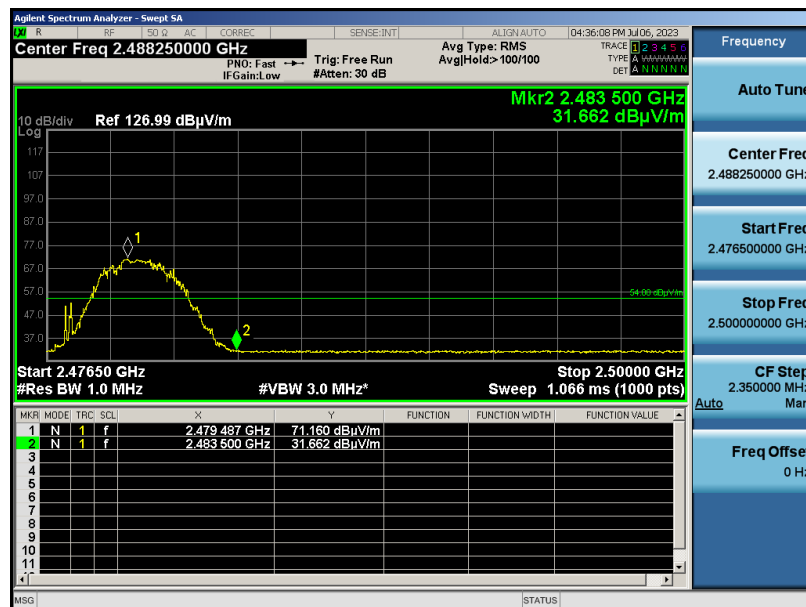 Agilent Spectrum Analyzer - Swept SA
LXI R RF 50 Ω AC CORREC SENSE:INT ALIGN AUTO 04:36:08 PM Jul 06, 2023
Center Freq 2.488250000 GHz
PNO: Fast
IFGain:Low
Trig: Free Run
#Atten: 30 dB
Avg Type: RMS
Avg|Hold:>100/100
TRACE 1 2 3 4 5 6
TYPE A
DET A N N N N N
Mkr2 2.483 500 GHz
31.662 dBµV/m
10 dB/div Ref 126.99 dBµV/m
Log
117
107
97.0
87.0
77.0
67.0
57.0
47.0
37.0
1
2
54.00 dBµV/m
Start 2.47650 GHz Stop 2.50000 GHz
#Res BW 1.0 MHz #VBW 3.0 MHz* Sweep 1.066 ms (1000 pts)
MKR MODE TRC SCL X Y FUNCTION FUNCTION WIDTH FUNCTION VALUE
1 N 1 f 2.479 487 GHz 71.160 dBµV/m
2 N 1 f 2.483 500 GHz 31.662 dBµV/m
3
4
5
6
7
8
9
10
11
MSG STATUS
Frequency
Auto Tune
Center Freq
2.488250000 GHz
Start Freq
2.476500000 GHz
Stop Freq
2.500000000 GHz
CF Step
2.350000 MHz
Auto Man
Freq Offset
0 Hz